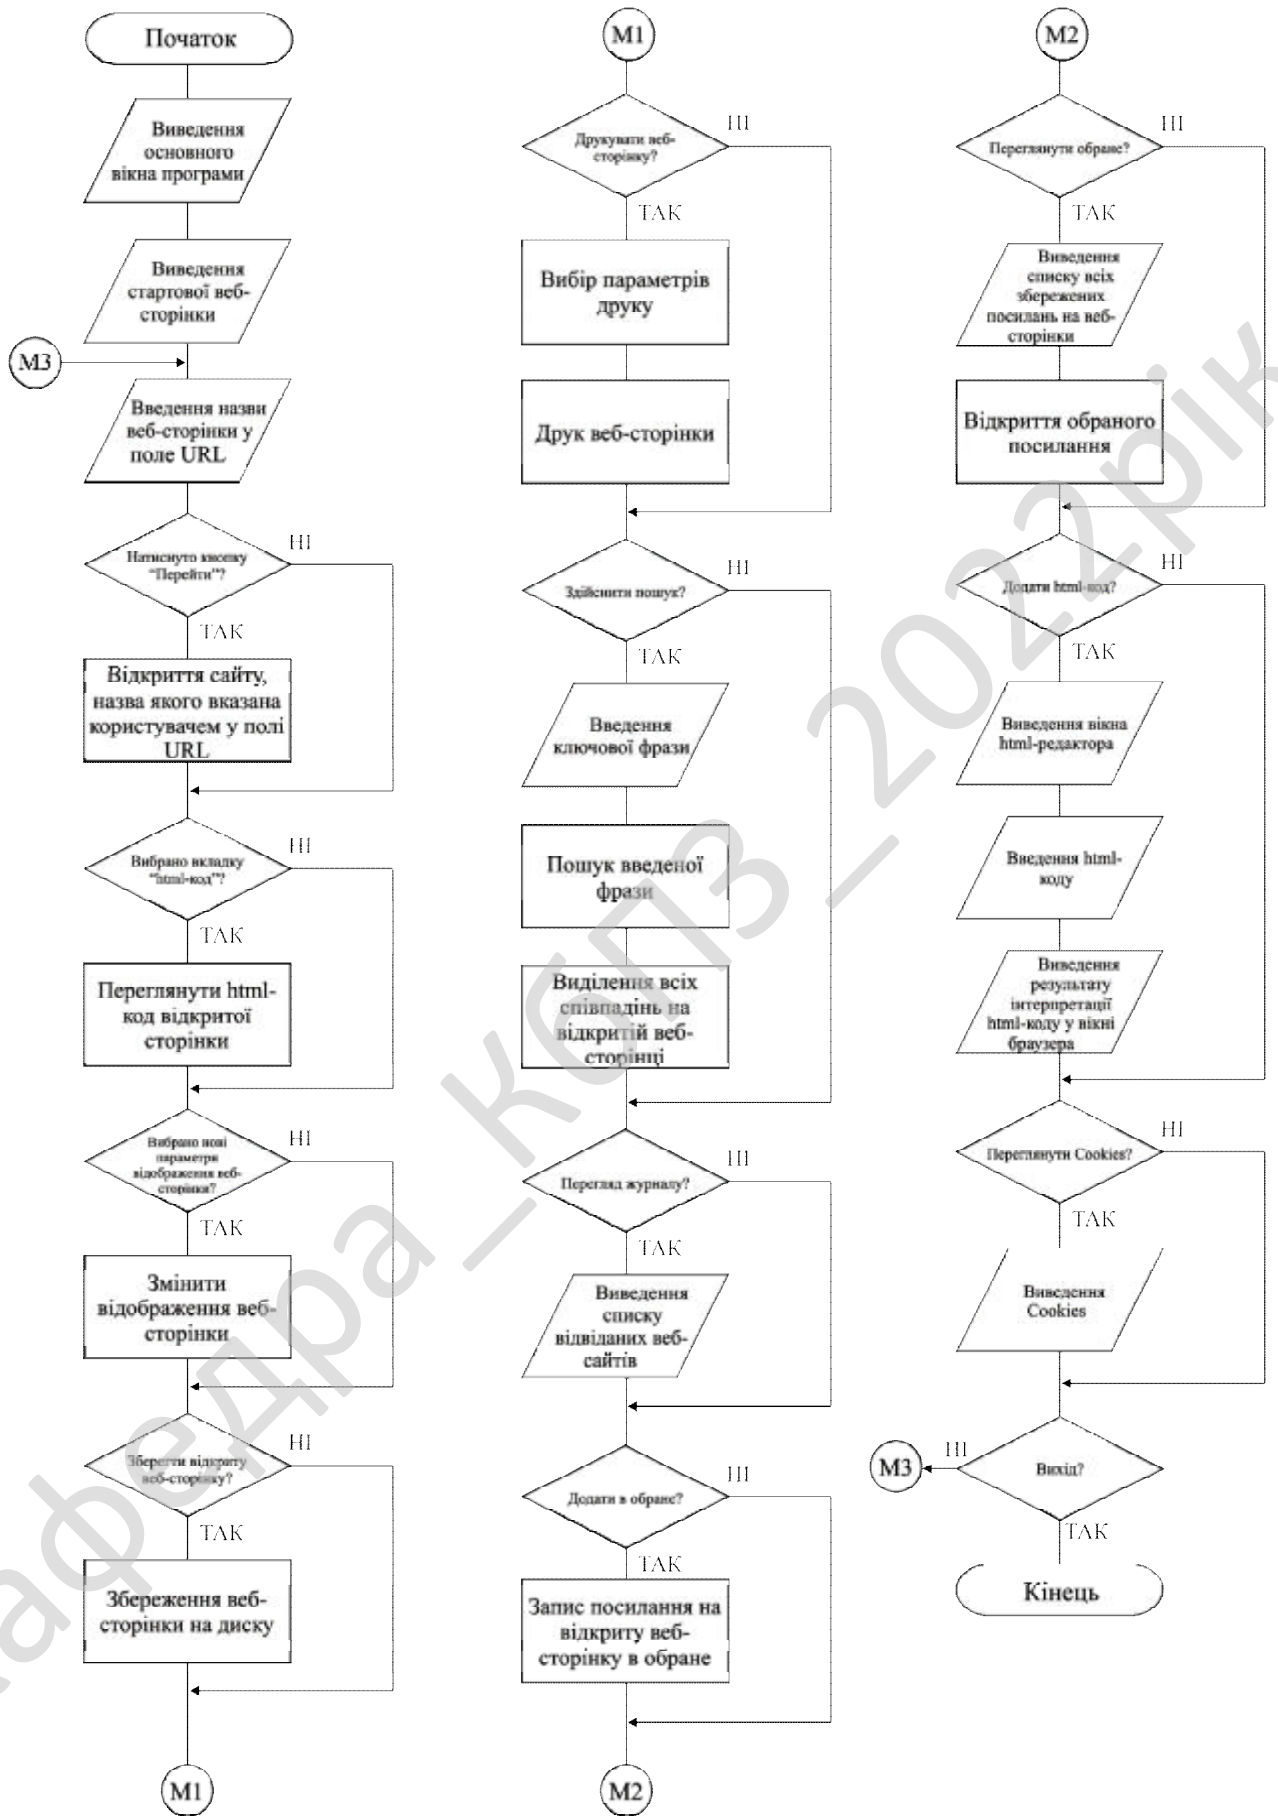 Початок
Виведення
основного
вікна програми
Виведення
стартової веб-
сторінки
М3
Введення назви
веб-сторінки у
поле URL
Натиснуто кнопку
"Перейти"?
НІ
ТАК
Відкриття сайту,
назва якого вказана
користувачем у полі
URL
Вибрано вкладку
"html-код"?
НІ
ТАК
Переглянути html-
код відкритої
сторінки
Вибрано нові
параметри
відображення веб-
сторінки?
НІ
ТАК
Змінити
відображення веб-
сторінки
Зберегти відкриту
веб-сторінку?
НІ
ТАК
Збереження веб-
сторінки на диску
М1
М1
Друкувати веб-
сторінку?
НІ
ТАК
Вибір параметрів
друку
Друк веб-сторінки
Здійснити пошук?
НІ
ТАК
Введення
ключової фрази
Пошук введеної
фрази
Виділення всіх
співпадінь на
відкритій веб-
сторінці
Перегляд журналу?
НІ
ТАК
Виведення
списку
відвіданих веб-
сайтів
Додати в обране?
НІ
ТАК
Запис посилання на
відкриту веб-
сторінку в обране
М2
М2
Переглянути обране?
НІ
ТАК
Виведення
списку всіх
збережених
посилань на веб-
сторінки
Відкриття обраного
посилання
Додати html-код?
НІ
ТАК
Виведення вікна
html-редактора
Введення html-
коду
Виведення
результату
інтерпретації
html-коду у вікні
браузера
Переглянути Cookies?
НІ
ТАК
Виведення
Cookies
Вихід?
НІ
М3
ТАК
Кінець
афедра_КБПЗ_2022рік